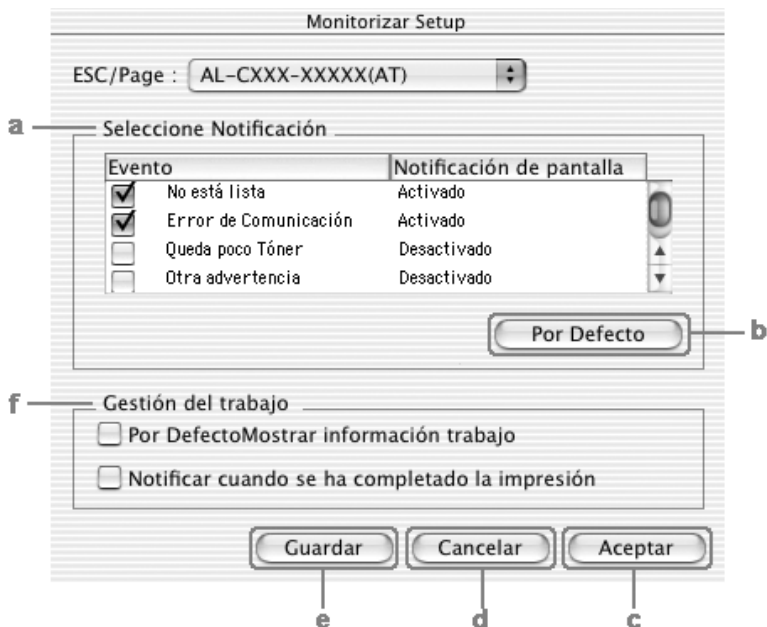 Monitorizar Setup
ESC/Page : AL-CXXX-XXXXX(AT)
a Seleccione Notificación
Evento Notificación de pantalla
No está lista Activado
Error de Comunicación Activado
Queda poco Tóner Desactivado
Otra advertencia Desactivado
Por Defecto b
f Gestión del trabajo
Por DefectoMostrar información trabajo
Notificar cuando se ha completado la impresión
Guardar Cancelar Aceptar
e d c